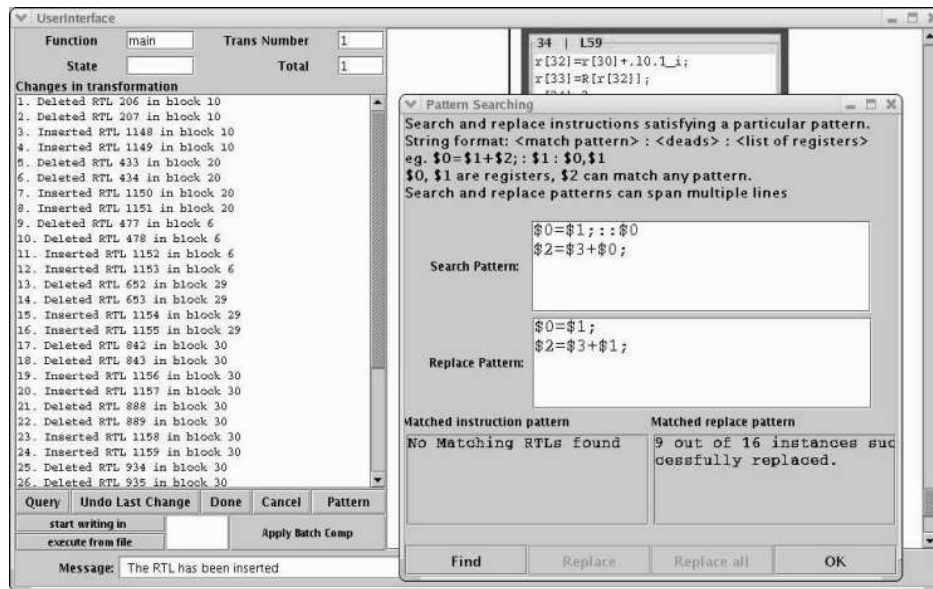 UserInterface
Function main Trans Number 1
State Total 1
Changes in transformation
1. Deleted RTL 206 in block 10
2. Deleted RTL 207 in block 10
3. Inserted RTL 1148 in block 10
4. Inserted RTL 1149 in block 10
5. Deleted RTL 433 in block 20
6. Deleted RTL 434 in block 20
7. Inserted RTL 1150 in block 20
8. Inserted RTL 1151 in block 20
9. Deleted RTL 477 in block 6
10. Deleted RTL 478 in block 6
11. Inserted RTL 1152 in block 6
12. Inserted RTL 1153 in block 6
13. Deleted RTL 652 in block 29
14. Deleted RTL 653 in block 29
15. Inserted RTL 1154 in block 29
16. Inserted RTL 1155 in block 29
17. Deleted RTL 842 in block 30
18. Deleted RTL 843 in block 30
19. Inserted RTL 1156 in block 30
20. Inserted RTL 1157 in block 30
21. Deleted RTL 888 in block 30
22. Deleted RTL 889 in block 30
23. Inserted RTL 1158 in block 30
24. Inserted RTL 1159 in block 30
25. Deleted RTL 934 in block 30
26. Deleted RTL 935 in block 30
Query Undo Last Change Done Cancel Pattern
start writing in
execute from file
Apply Batch Comp
Message: The RTL has been inserted
34 | L59
r[32]=r[30]+.10.1_i;
r[33]=R[r[32]];
Pattern Searching
Search and replace instructions satisfying a particular pattern.
String format: <match pattern> : <deads> : <list of registers>
eg. $0=$1+$2; : $1 : $0,$1
$0, $1 are registers, $2 can match any pattern.
Search and replace patterns can span multiple lines
Search Pattern:
$0=$1;::$0
$2=$3+$0;
Replace Pattern:
$0=$1;
$2=$3+$1;
Matched instruction pattern
No Matching RTLs found
Matched replace pattern
9 out of 16 instances suc
cessfully replaced.
Find Replace Replace all OK